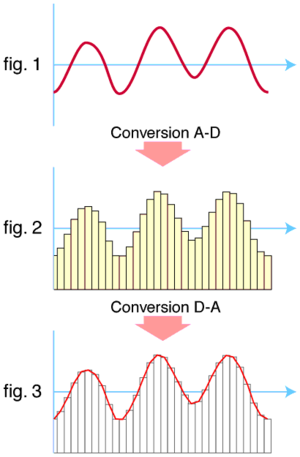 fig. 1
Conversion A-D
fig. 2
Conversion D-A
fig. 3